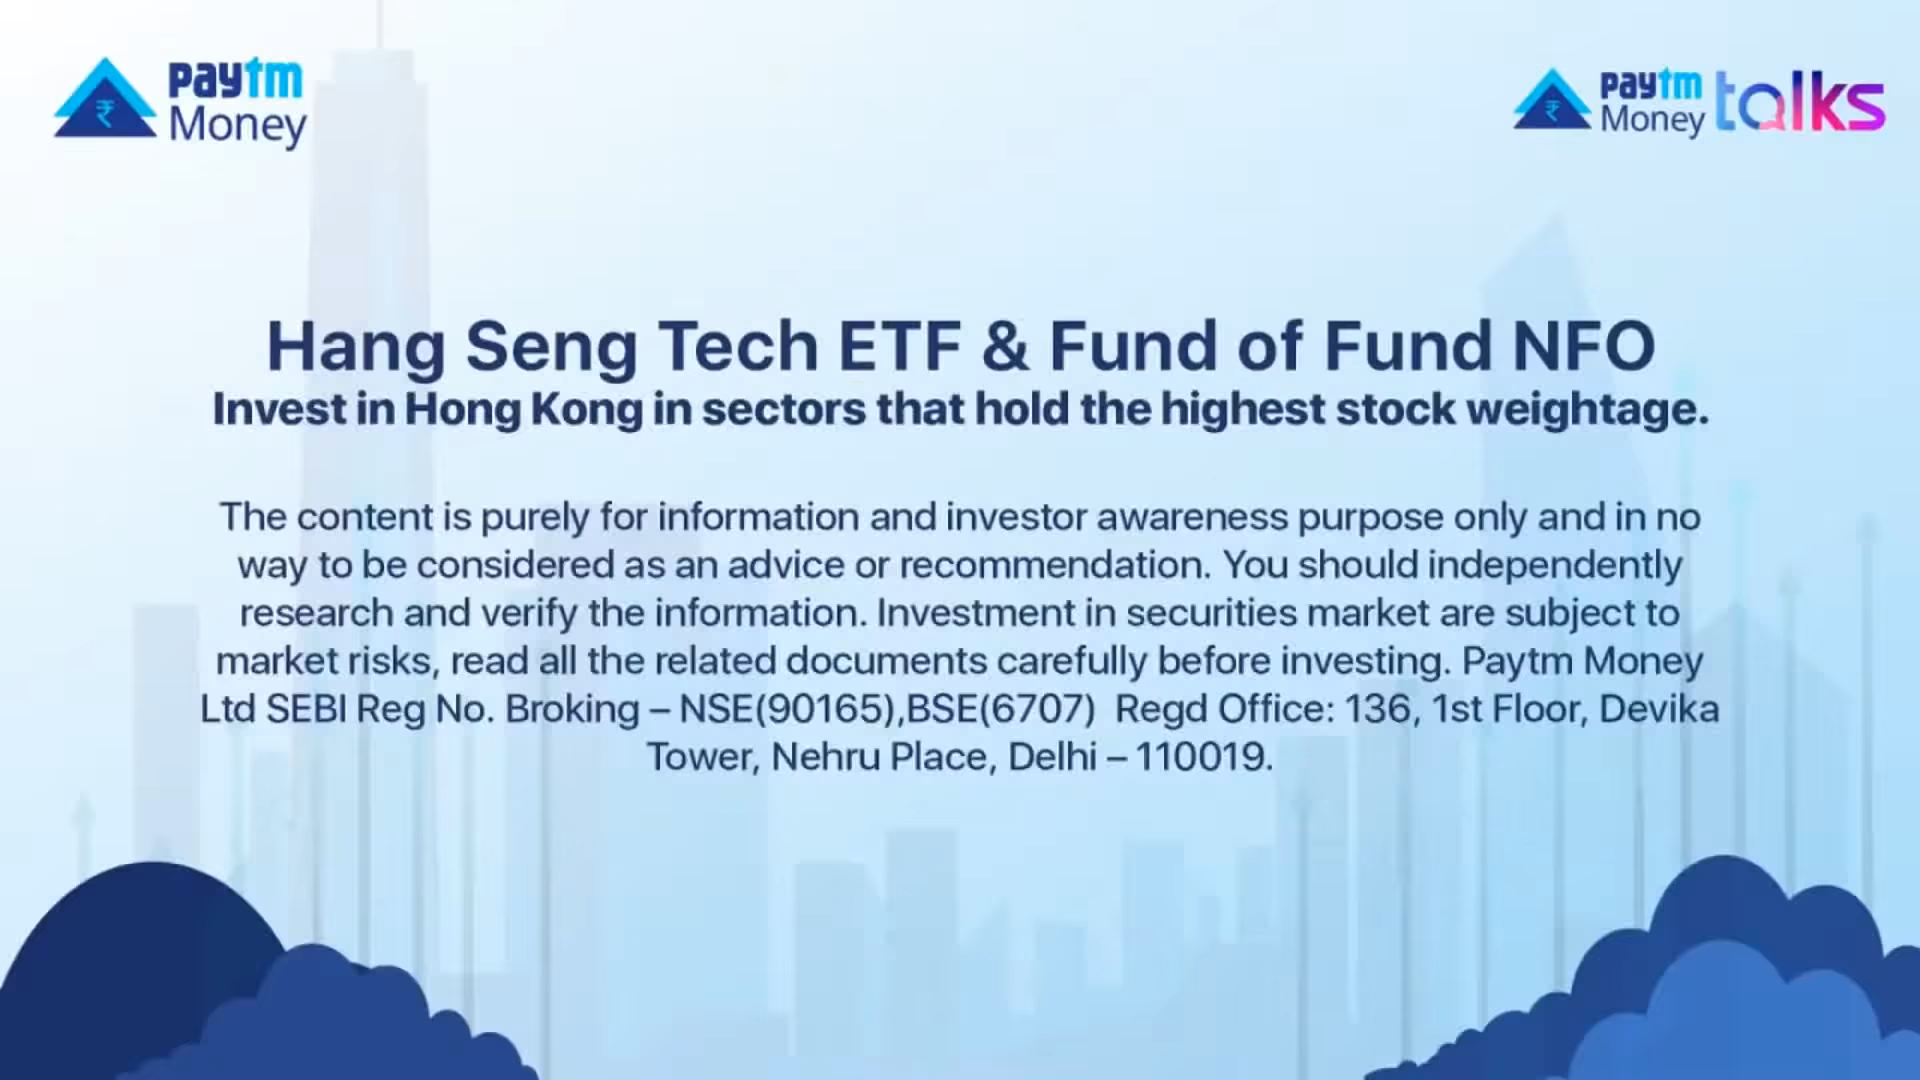 paytm
Money
paytm
Money talks
Hang Seng Tech ETF & Fund of Fund NFO
Invest in Hong Kong in sectors that hold the highest stock weightage.
The content is purely for information and investor awareness purpose only and in no
way to be considered as an advice or recommendation. You should independently
research and verify the information. Investment in securities market are subject to
market risks, read all the related documents carefully before investing. Paytm Money
Ltd SEBI Reg No. Broking – NSE(90165),BSE(6707)  Regd Office: 136, 1st Floor, Devika
Tower, Nehru Place, Delhi – 110019.